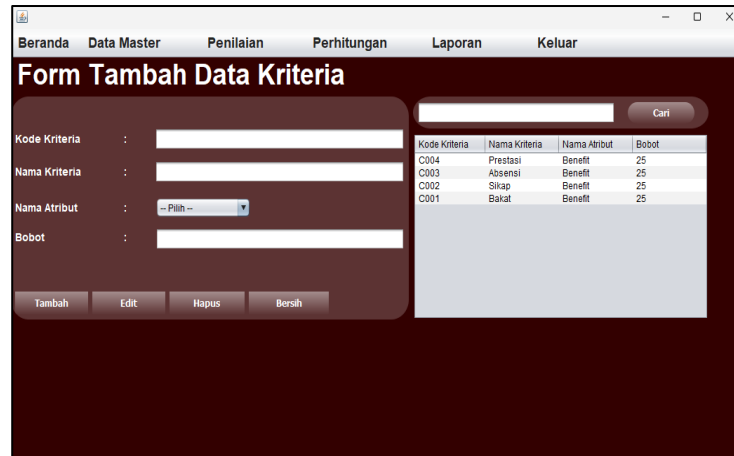 Beranda Data Master Penilaian Perhitungan Laporan Keluar
Form Tambah Data Kriteria
Cari
Kode Kriteria :
Nama Kriteria :
Nama Atribut : -- Pilih --
Bobot :
Tambah Edit Hapus Bersih
Kode Kriteria Nama Kriteria Nama Atribut Bobot
C004 Prestasi Benefit 25
C003 Absensi Benefit 25
C002 Sikap Benefit 25
C001 Bakat Benefit 25